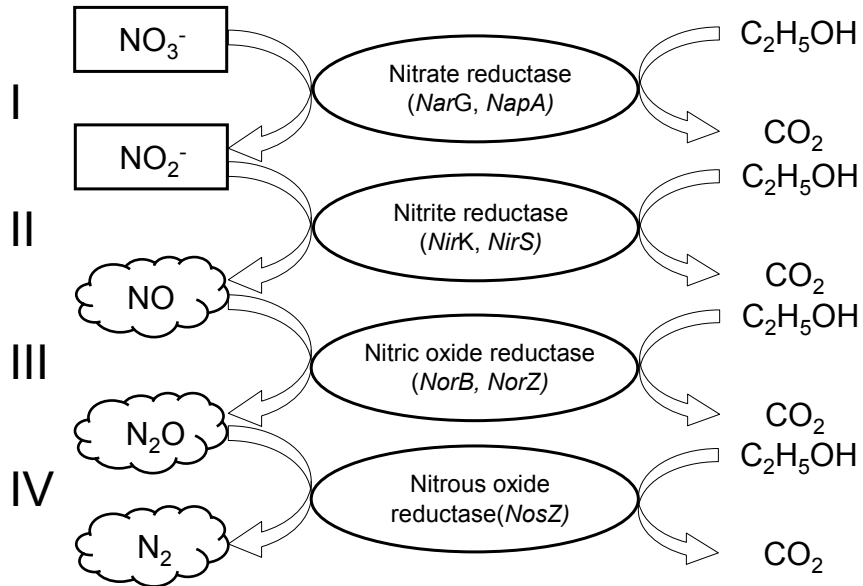 NO₃⁻
C₂H₅OH
Nitrate reductase
(NarG, NapA)
I
CO₂
NO₂⁻
C₂H₅OH
Nitrite reductase
(NirK, NirS)
II
CO₂
NO
C₂H₅OH
Nitric oxide reductase
(NorB, NorZ)
III
CO₂
N₂O
C₂H₅OH
Nitrous oxide
reductase(NosZ)
IV
N₂
CO₂